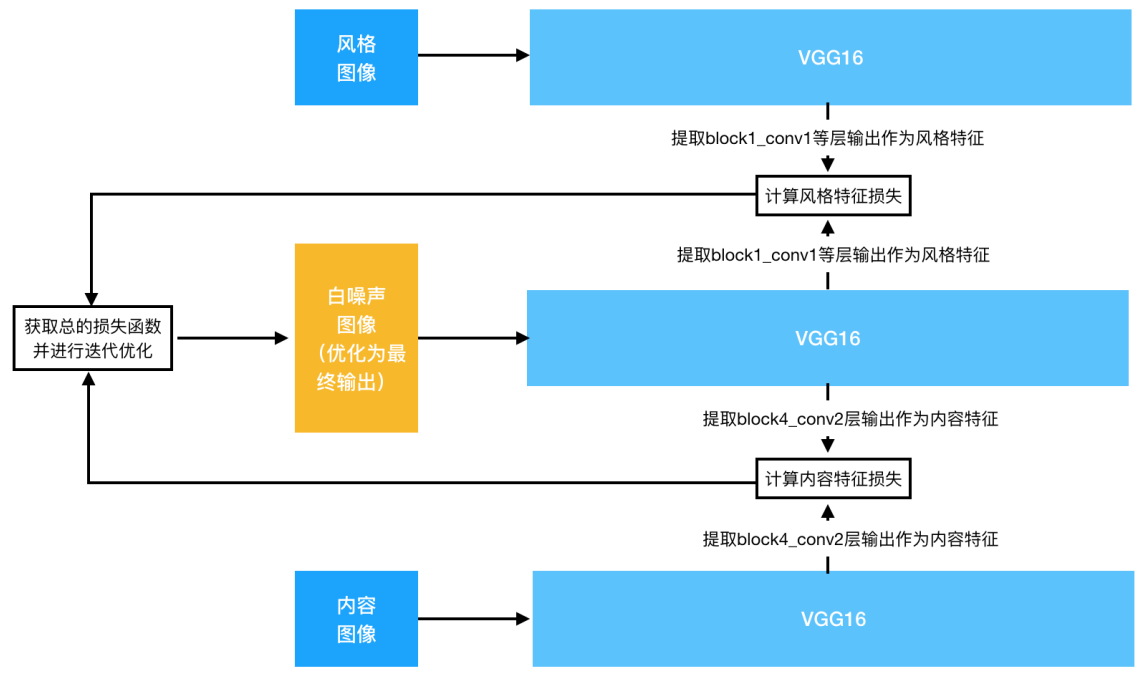 风格
图像
VGG16
提取block1_conv1等层输出作为风格特征
计算风格特征损失
提取block1_conv1等层输出作为风格特征
获取总的损失函数
并进行迭代优化
白噪声
图像
（优化为最
终输出）
VGG16
提取block4_conv2层输出作为内容特征
计算内容特征损失
提取block4_conv2层输出作为内容特征
内容
图像
VGG16